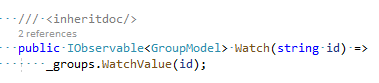 /// <inheritdoc/>
2 references
public IObservable<GroupModel> Watch(string id) =>
_groups.WatchValue(id);